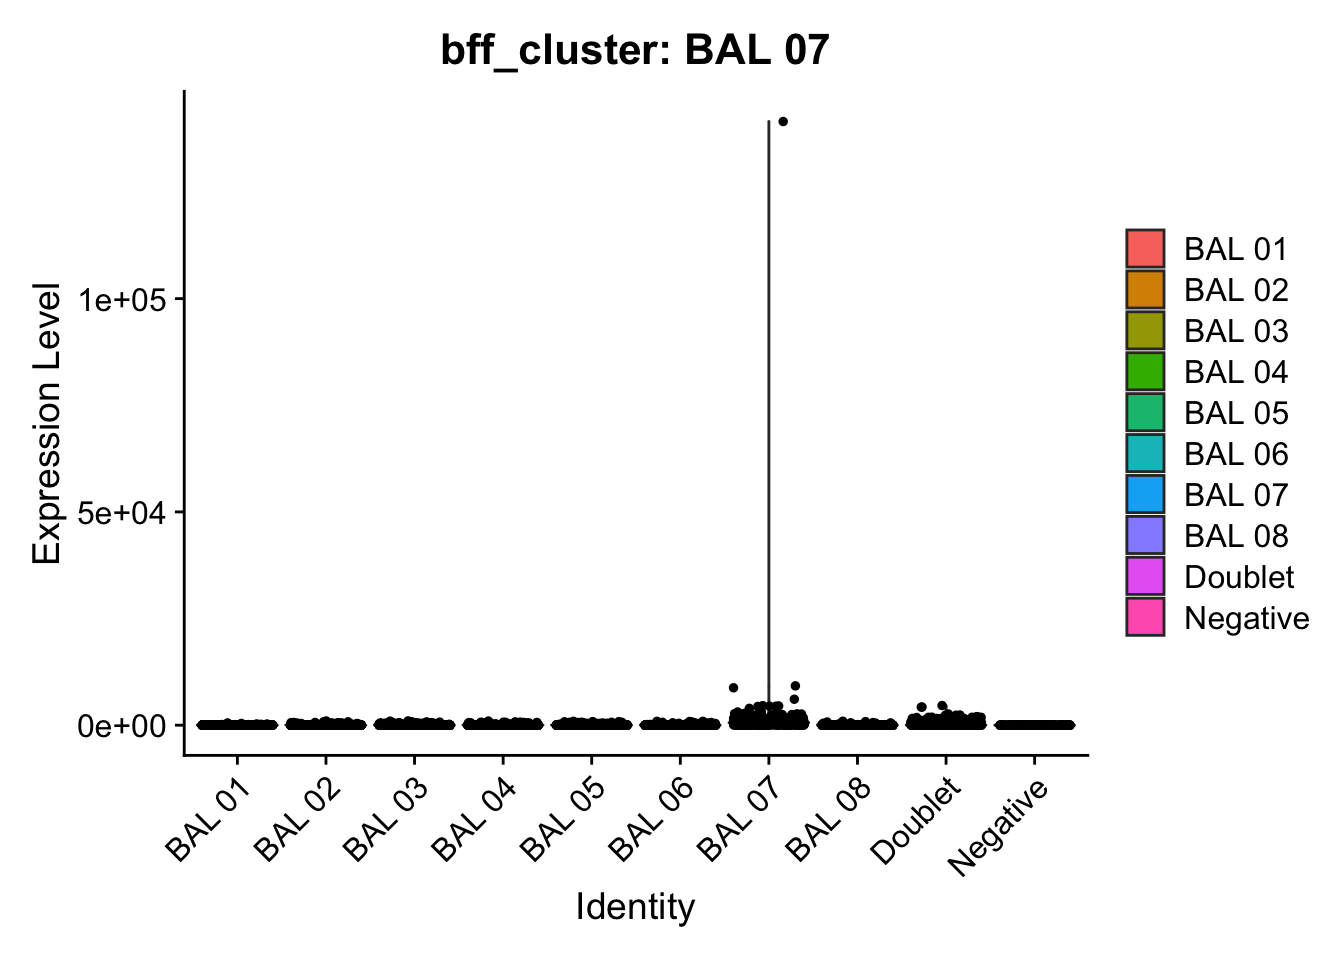 bff_cluster: BAL 07
Expression Level
1e+05
5e+04
0e+00
BAL 01
BAL 02
BAL 03
BAL 04
BAL 05
BAL 06
BAL 07
BAL 08
Doublet
Negative
Identity
BAL 01
BAL 02
BAL 03
BAL 04
BAL 05
BAL 06
BAL 07
BAL 08
Doublet
Negative